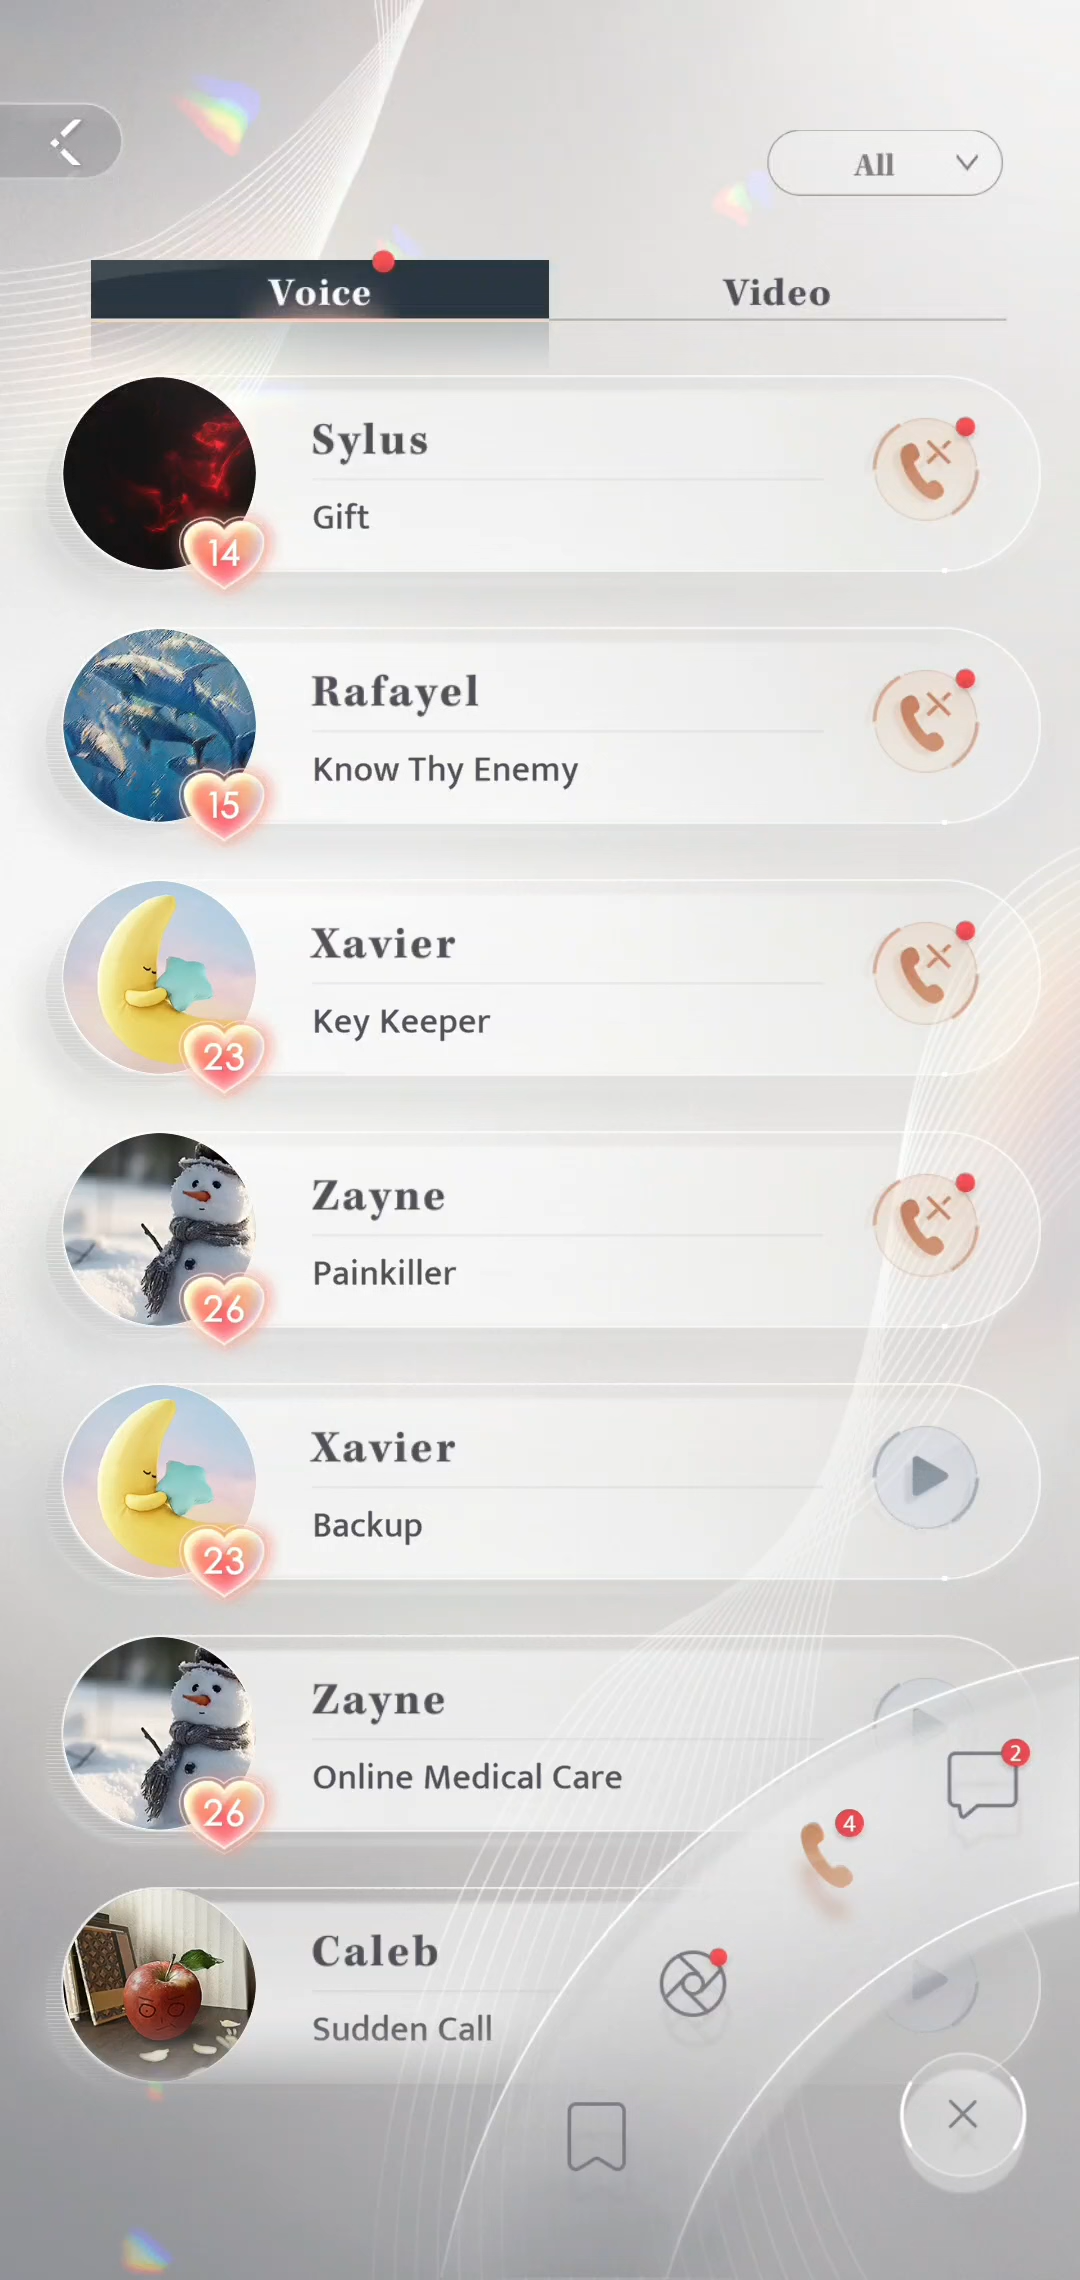 All
Voice
Video
Sylus
Gift
14
Rafayel
Know Thy Enemy
15
Xavier
Key Keeper
23
Zayne
Painkiller
26
Xavier
Backup
23
Zayne
Online Medical Care
26
2
4
Caleb
Sudden Call